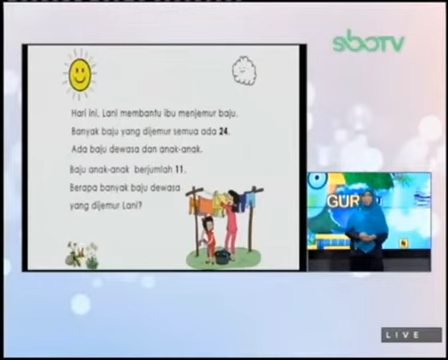 sbotv
Hari ini, Lani membantu ibu menjemur baju.
Banyak baju yang dijemur semua ada 24.
Ada baju dewasa dan anak-anak.
Baju anak-anak berjumlah 11.
Berapa banyak baju dewasa
yang dijemur Lani?
GUR
LIVE